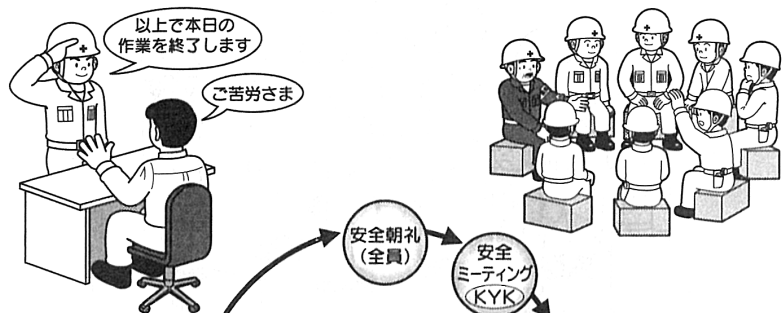 以上で本日の
作業を終了します
ご苦労さま
安全朝礼
(全員)
安全
ミーティング
KYK